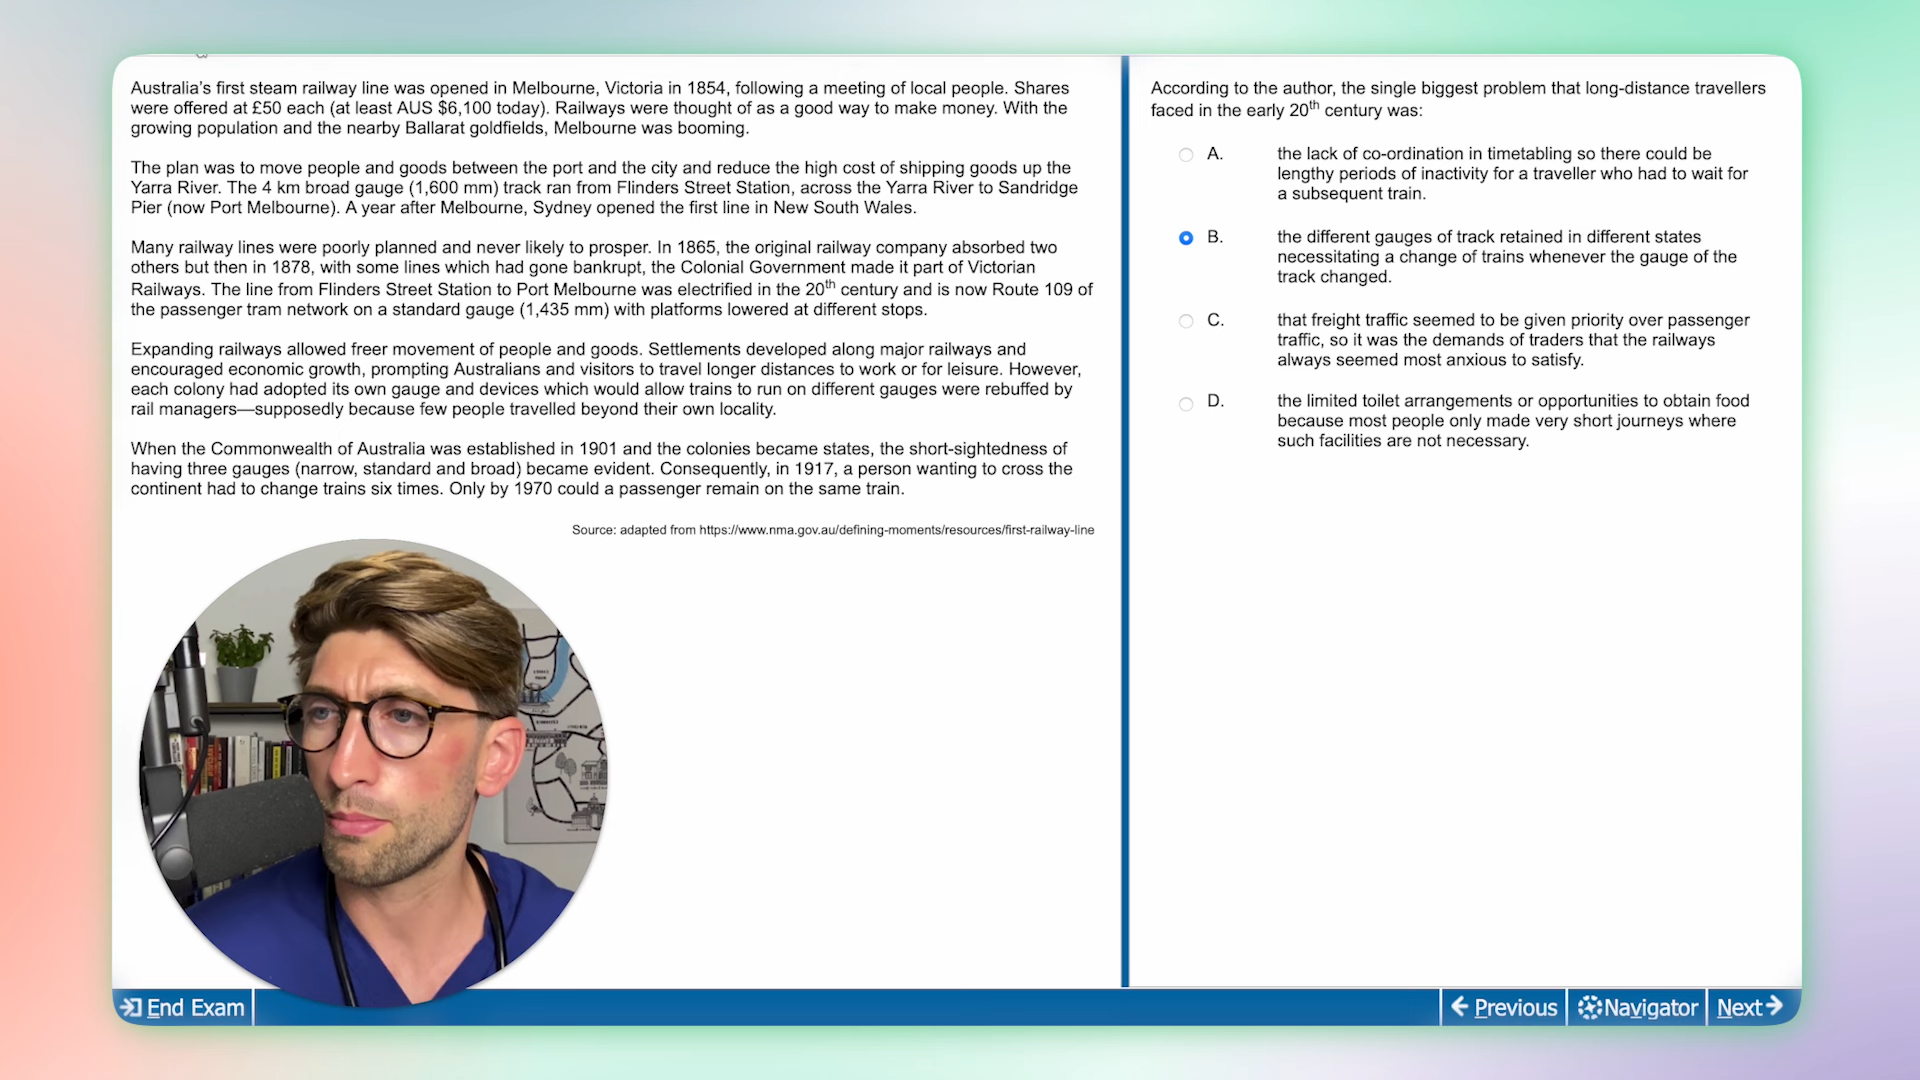 Australia's first steam railway line was opened in Melbourne, Victoria in 1854, following a meeting of local people. Shares
were offered at £50 each (at least AUS $6,100 today). Railways were thought of as a good way to make money. With the
growing population and the nearby Ballarat goldfields, Melbourne was booming.
The plan was to move people and goods between the port and the city and reduce the high cost of shipping goods up the
Yarra River. The 4 km broad gauge (1,600 mm) track ran from Flinders Street Station, across the Yarra River to Sandridge
Pier (now Port Melbourne). A year after Melbourne, Sydney opened the first line in New South Wales.
Many railway lines were poorly planned and never likely to prosper. In 1865, the original railway company absorbed two
others but then in 1878, with some lines which had gone bankrupt, the Colonial Government made it part of Victorian
Railways. The line from Flinders Street Station to Port Melbourne was electrified in the 20th century and is now Route 109 of
the passenger tram network on a standard gauge (1,435 mm) with platforms lowered at different stops.
Expanding railways allowed freer movement of people and goods. Settlements developed along major railways and
encouraged economic growth, prompting Australians and visitors to travel longer distances to work or for leisure. However,
each colony had adopted its own gauge and devices which would allow trains to run on different gauges were rebuffed by
rail managers—supposedly because few people travelled beyond their own locality.
When the Commonwealth of Australia was established in 1901 and the colonies became states, the short-sightedness of
having three gauges (narrow, standard and broad) became evident. Consequently, in 1917, a person wanting to cross the
continent had to change trains six times. Only by 1970 could a passenger remain on the same train.
Source: adapted from https://www.nma.gov.au/defining-moments/resources/first-railway-line
According to the author, the single biggest problem that long-distance travellers
faced in the early 20th century was:
A. the lack of co-ordination in timetabling so there could be
lengthy periods of inactivity for a traveller who had to wait for
a subsequent train.
B. the different gauges of track retained in different states
necessitating a change of trains whenever the gauge of the
track changed.
C. that freight traffic seemed to be given priority over passenger
traffic, so it was the demands of traders that the railways
always seemed most anxious to satisfy.
D. the limited toilet arrangements or opportunities to obtain food
because most people only made very short journeys where
such facilities are not necessary.
End Exam
Previous
Navigator
Next